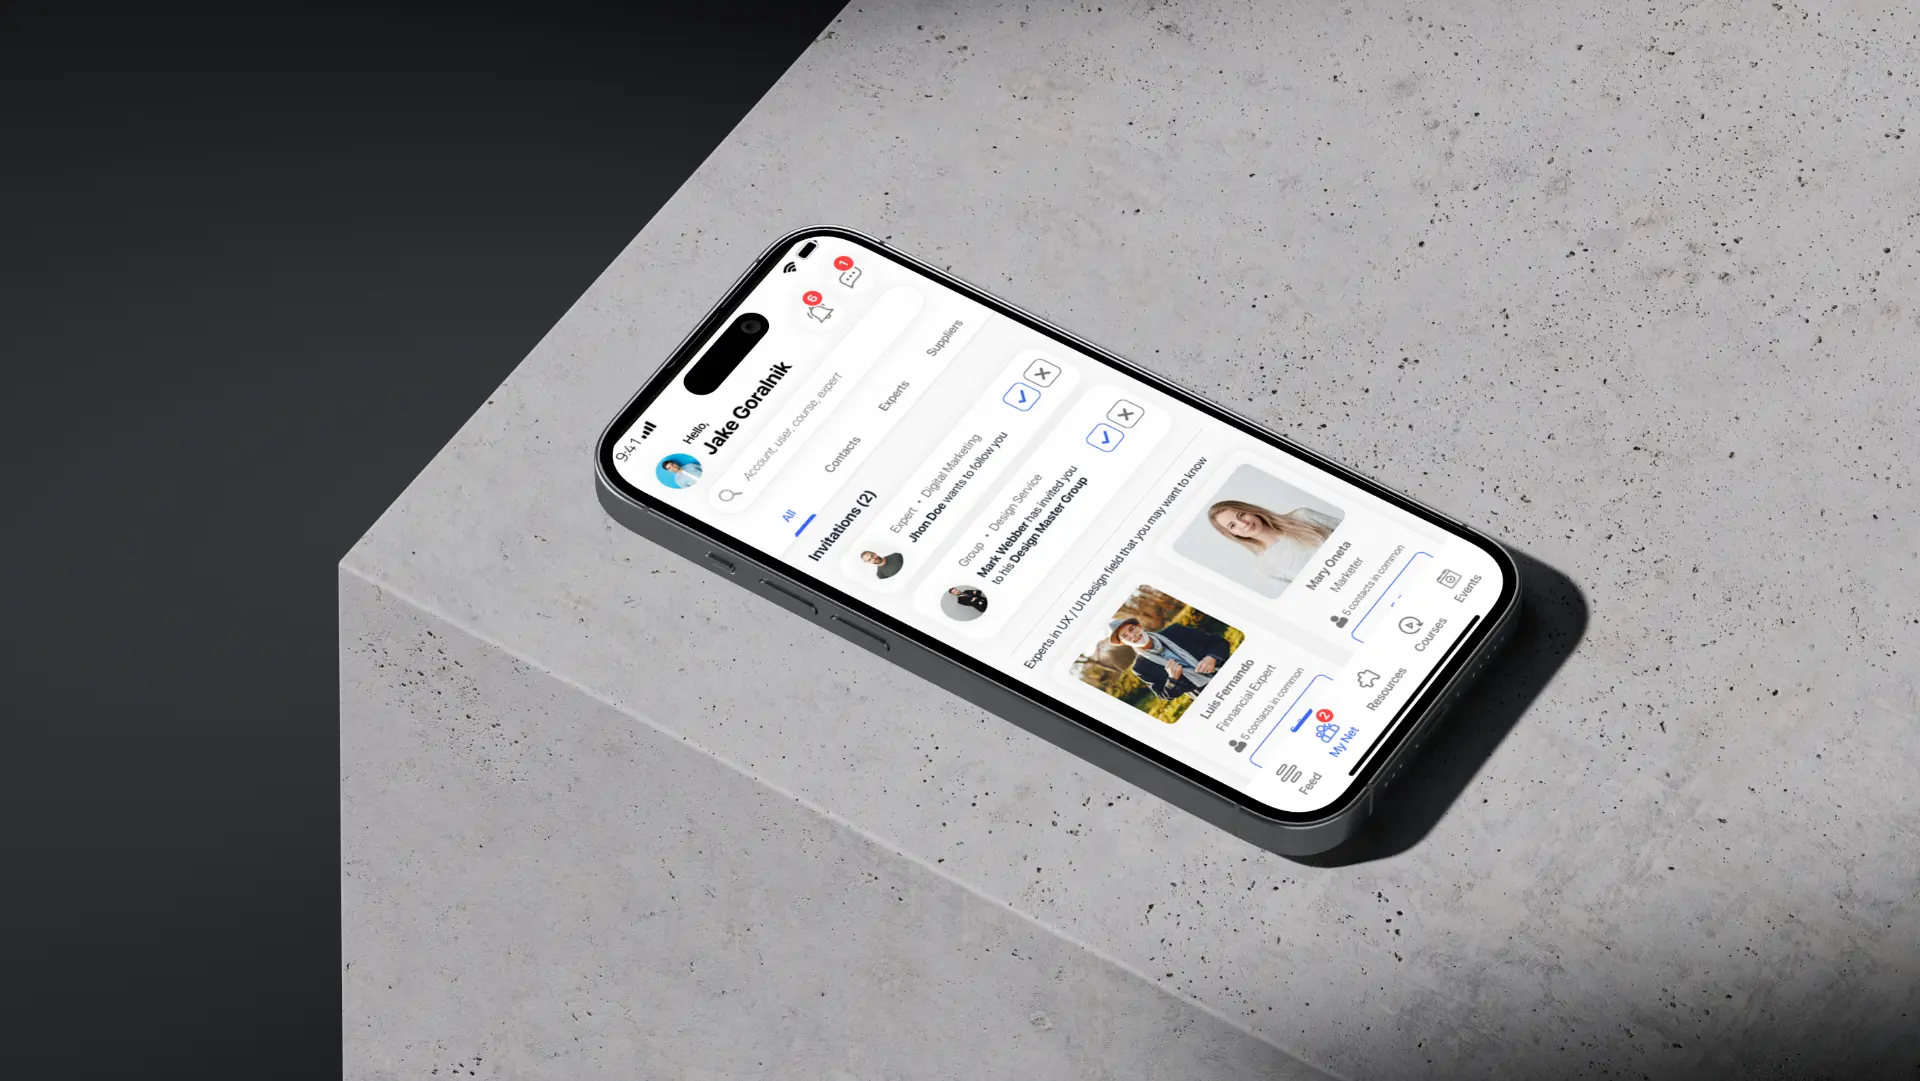 9:41
Hello,
Jake Goralnik
6
1
Account, user, course, expert
All
Contacts
Experts
Suppliers
Invitations (2)
Expert • Digital Marketing
Jhon Doe wants to follow you
Group • Design Service
Mark Webber has invited you
to his Design Master Group
Experts in UX / UI Design field that you may want to know
Luis Fernando
Finnancial Expert
5 contacts in common
Mary Oneta
Marketer
5 contacts in common
Feed
2
My Net
Resources
Courses
Events